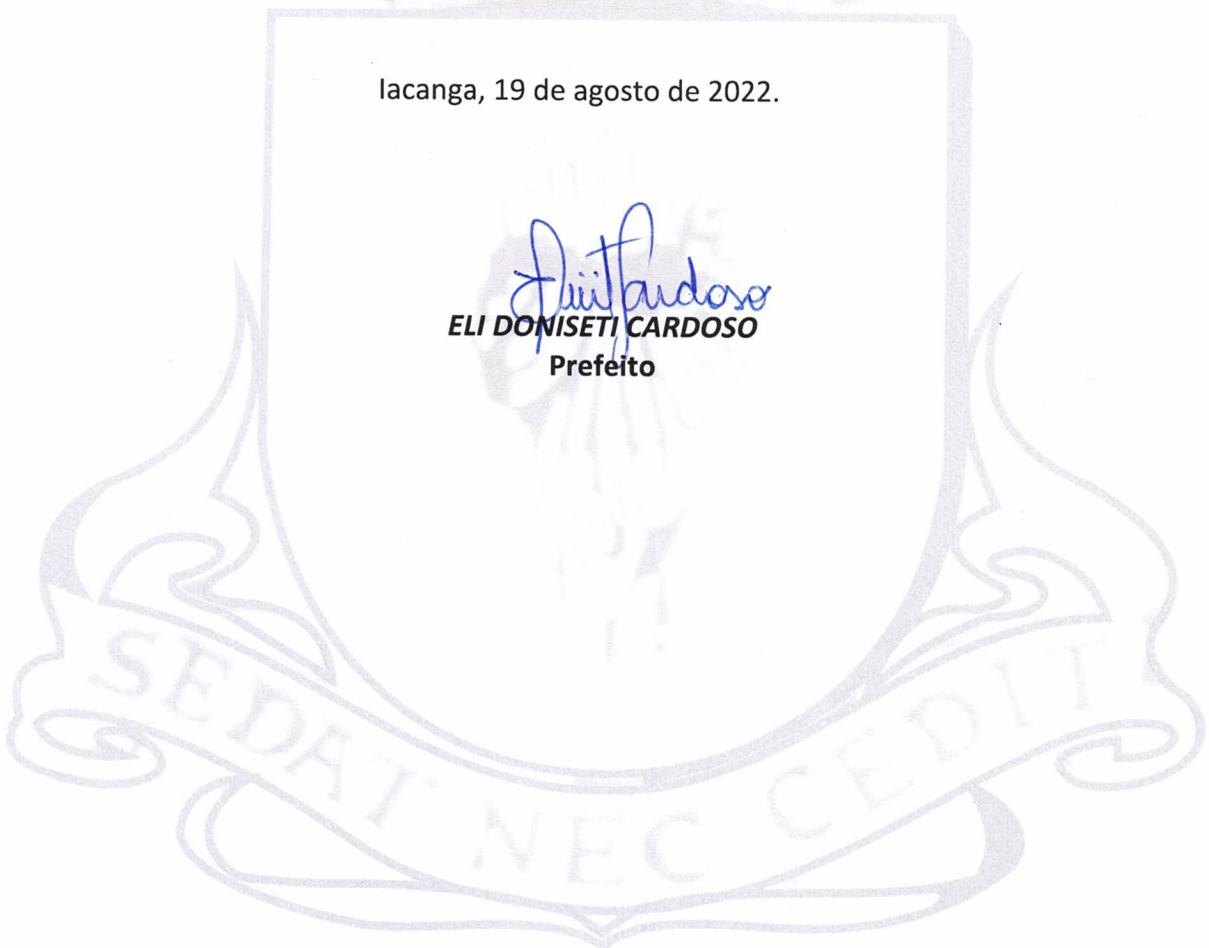 Iacanga, 19 de agosto de 2022.
ELI DONISETI CARDOSO
Prefeito
SEDAT NEC CEDIT